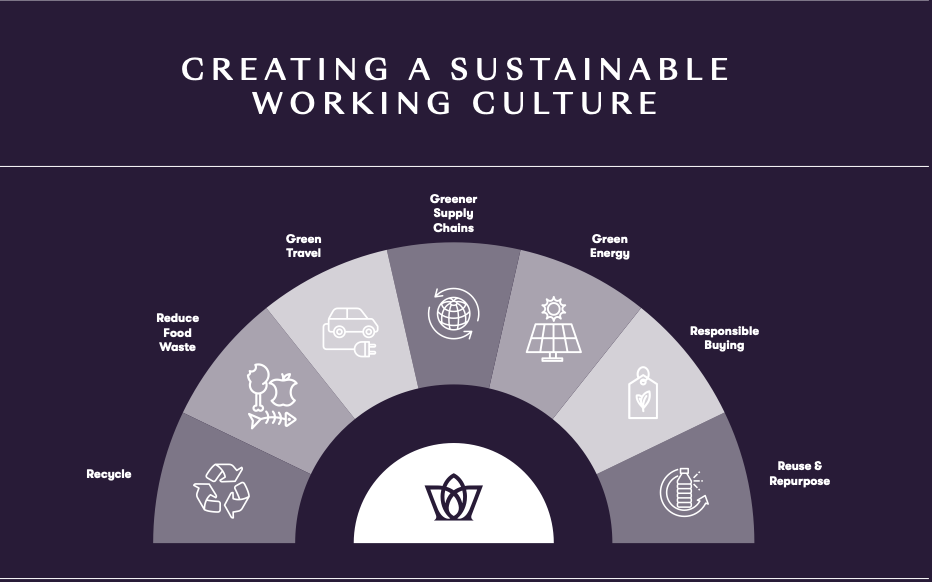 CREATING A SUSTAINABLE
WORKING CULTURE
Greener
Supply
Chains
Green
Travel
Green
Energy
Reduce
Food
Waste
Responsible
Buying
Recycle
Reuse &
Repurpose